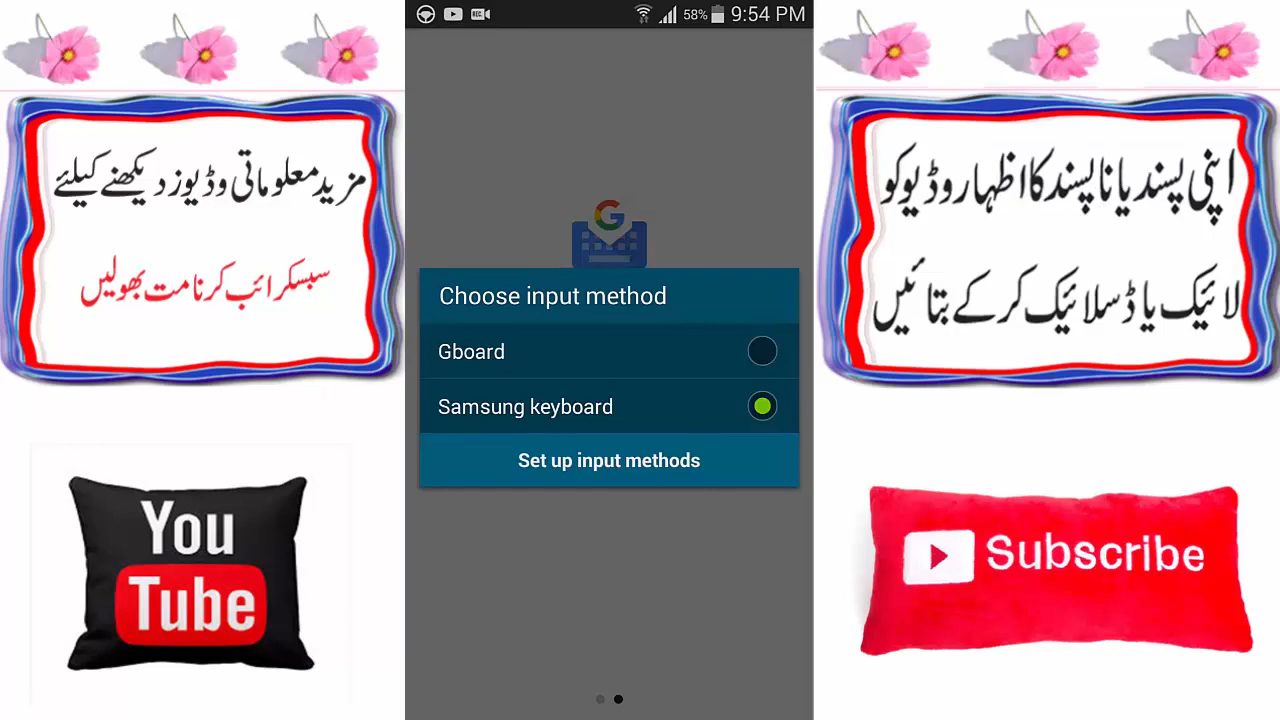 58% 9:54 PM
مزید معلوماتی وڈیوز دیکھنے کیلئے
سبسکرائب کرنا مت بھولیں
اپنی پسند یا ناپسند کا اظہار وڈیو کو
لائیک یا ڈسلائیک کر کے بتائیں
G
Choose input method
Gboard
Samsung keyboard
Set up input methods
You
Tube
Subscribe